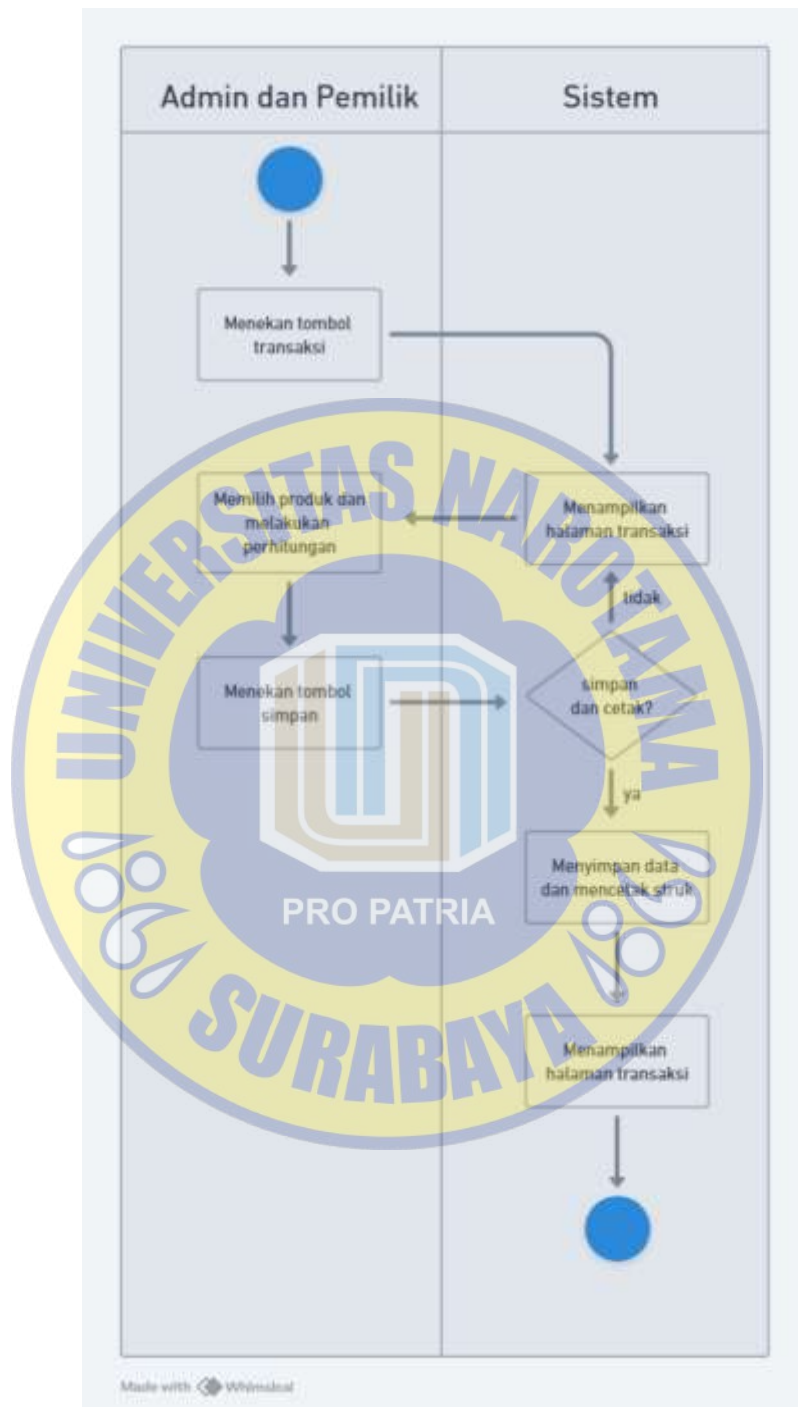 Admin dan Pemilik
Sistem
Menekan tombol
transaksi
Menampilkan
halaman transaksi
Memilih produk dan
melakukan
perhitungan
tidak
Menekan tombol
simpan
simpan
dan cetak?
ya
Menyimpan data
dan mencetak struk
Menampilkan
halaman transaksi
UNIVERSITAS NAROTAMA
PRO PATRIA
SURABAYA
Made with Whimsical